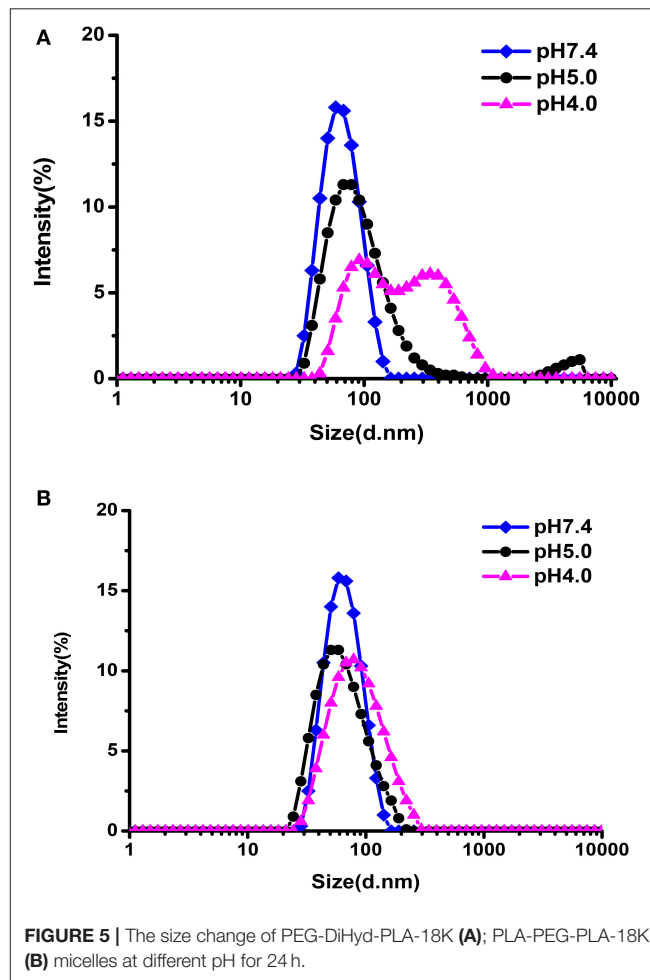 A
20
15
10
5
0
Intensity(%)
pH7.4
pH5.0
pH4.0
1
10
100
1000
10000
Size(d.nm)
B
20
15
10
5
0
Intensity(%)
pH7.4
pH5.0
pH4.0
1
10
100
1000
10000
Size(d.nm)
FIGURE 5 | The size change of PEG-DiHyd-PLA-18K (A); PLA-PEG-PLA-18K
(B) micelles at different pH for 24 h.